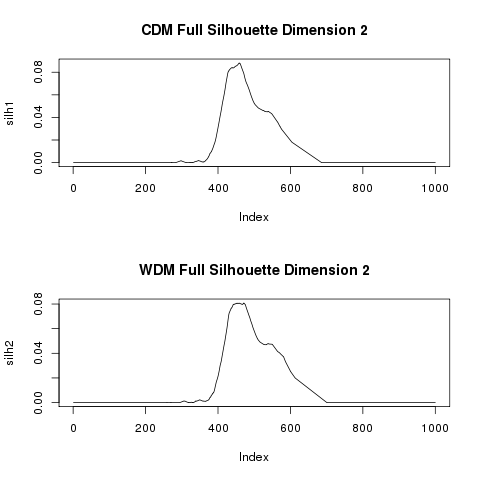 CDM Full Silhouette Dimension 2
silh1
0.08
0.04
0.00
0 200 400 600 800 1000
Index
WDM Full Silhouette Dimension 2
silh2
0.08
0.04
0.00
0 200 400 600 800 1000
Index